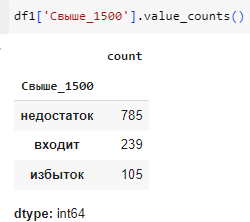 df1['Свыше_1500'].value_counts()
count
Свыше_1500
недостаток 785
входит 239
избыток 105
dtype: int64